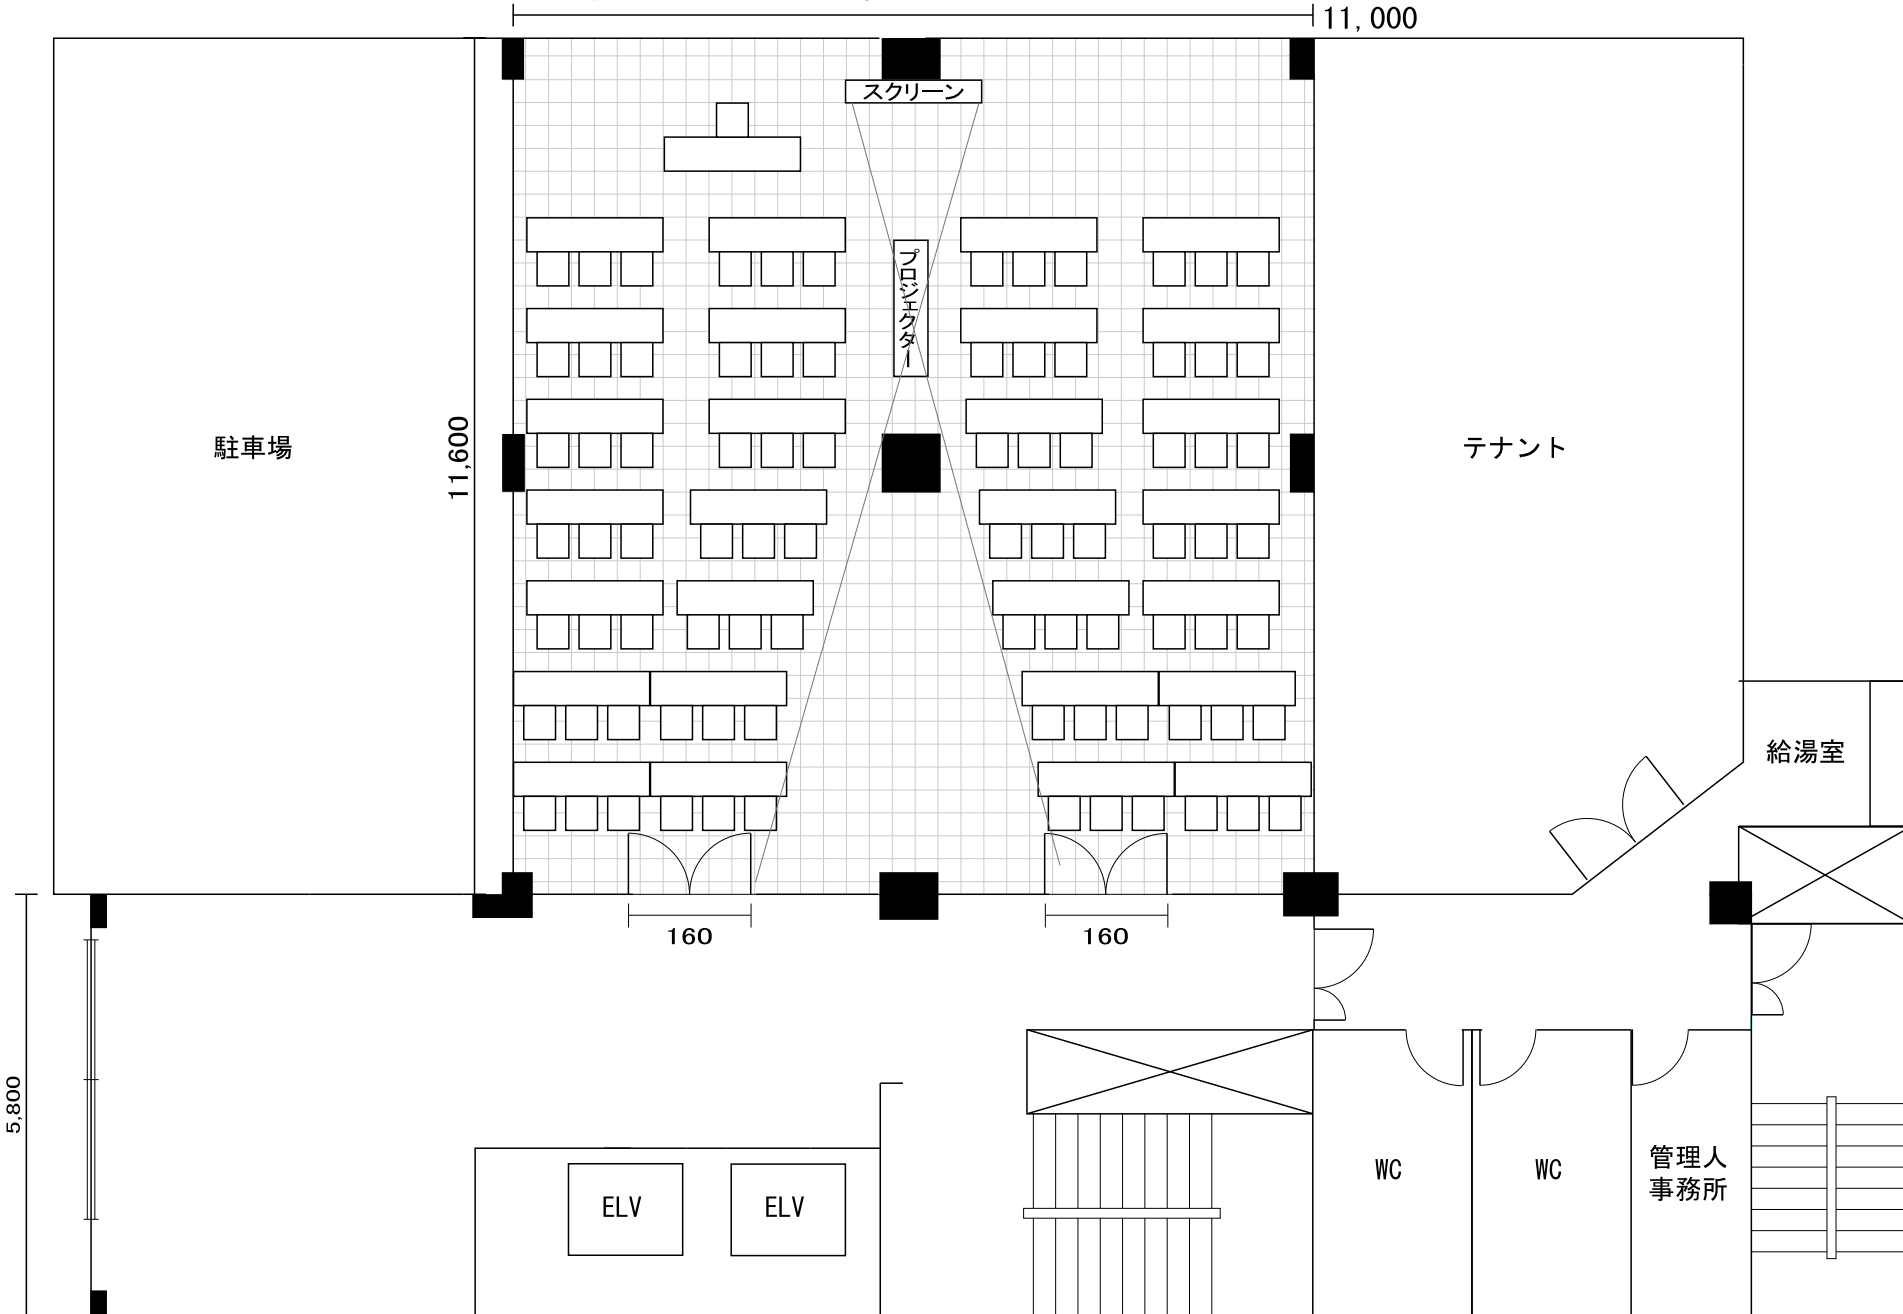 11,000
スクリーン
プロジェクター
駐車場
11,600
テナント
給湯室
160
160
5,800
ELV
ELV
WC
WC
管理人
事務所